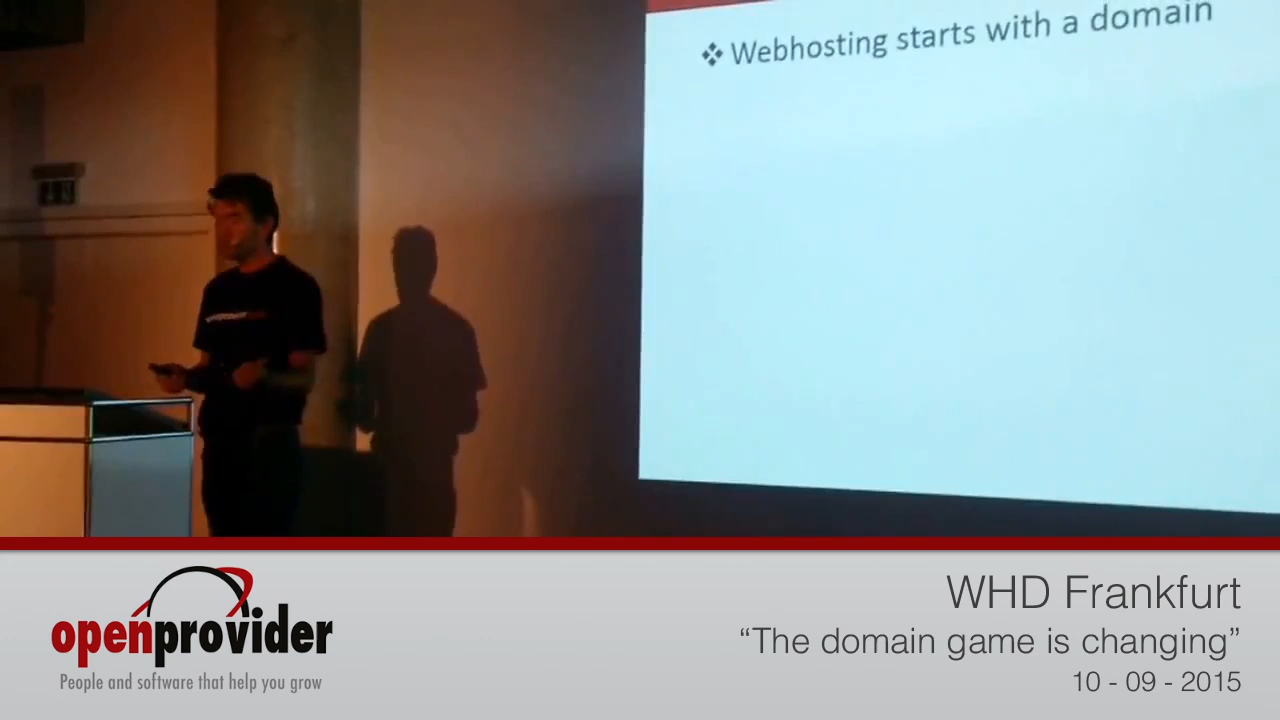 ❖ Webhosting starts with a domain
openprovider
People and software that help you grow
WHD Frankfurt
“The domain game is changing”
10 - 09 - 2015